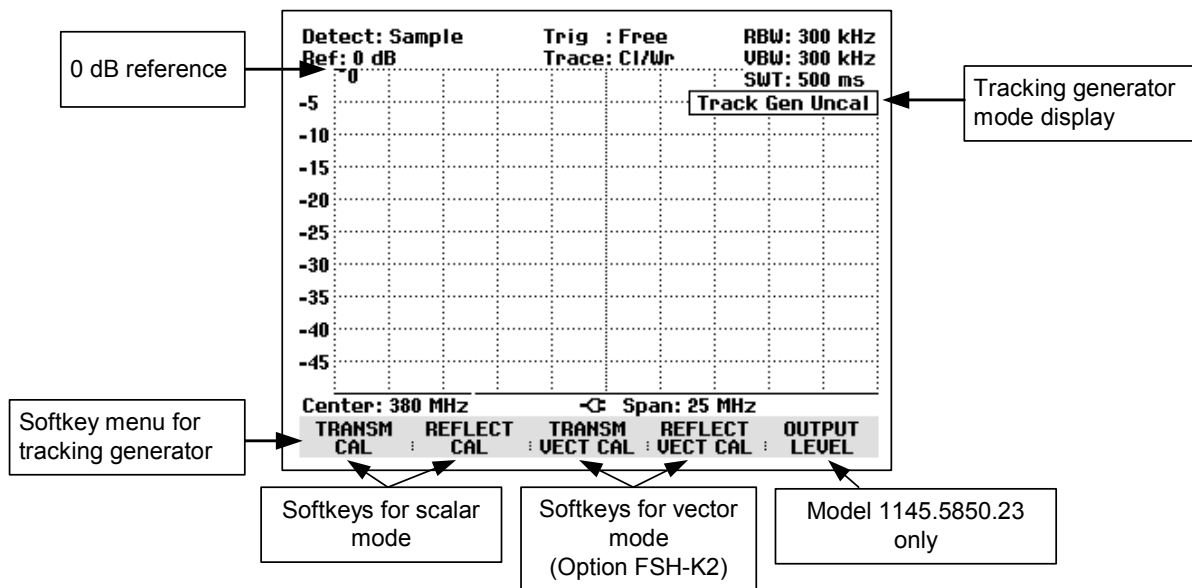 Detect: Sample Trig : Free RBW: 300 kHz
Ref: 0 dB Trace: Cl/Wr VBW: 300 kHz
SWT: 500 ms
0 dB reference
-0
Track Gen Uncal
Tracking generator
mode display
-5
-10
-15
-20
-25
-30
-35
-40
-45
Center: 380 MHz Span: 25 MHz
Softkey menu for
tracking generator
TRANSM REFLECT TRANSM REFLECT OUTPUT
CAL : CAL : VECT CAL : VECT CAL : LEVEL
Softkeys for scalar
mode
Softkeys for vector
mode
(Option FSH-K2)
Model 1145.5850.23
only